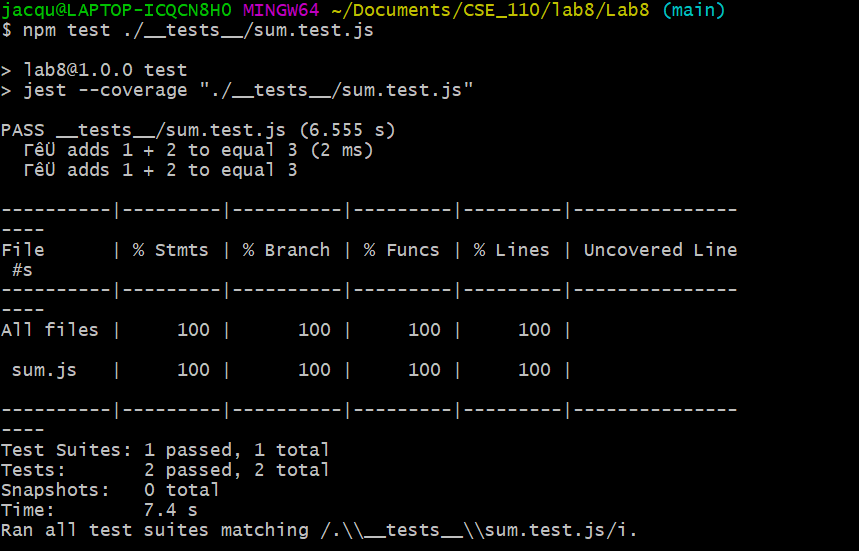 jacqu@LAPTOP-ICQCN8H0 MINGW64 ~/Documents/CSE_110/lab8/Lab8 (main)
$ npm test ./__tests__/sum.test.js

> lab8@1.0.0 test
> jest --coverage "./__tests__/sum.test.js"

PASS __tests__/sum.test.js (6.555 s)
  ΓêÜ adds 1 + 2 to equal 3 (2 ms)
  ΓêÜ adds 1 + 2 to equal 3

----------|---------|----------|---------|---------|---------------
----
File      | % Stmts | % Branch | % Funcs | % Lines | Uncovered Line
 #s
----------|---------|----------|---------|---------|---------------
----
All files |     100 |      100 |     100 |     100 |

 sum.js   |     100 |      100 |     100 |     100 |

----------|---------|----------|---------|---------|---------------
----
Test Suites: 1 passed, 1 total
Tests:       2 passed, 2 total
Snapshots:   0 total
Time:        7.4 s
Ran all test suites matching /.\\__tests__\\sum.test.js/i.